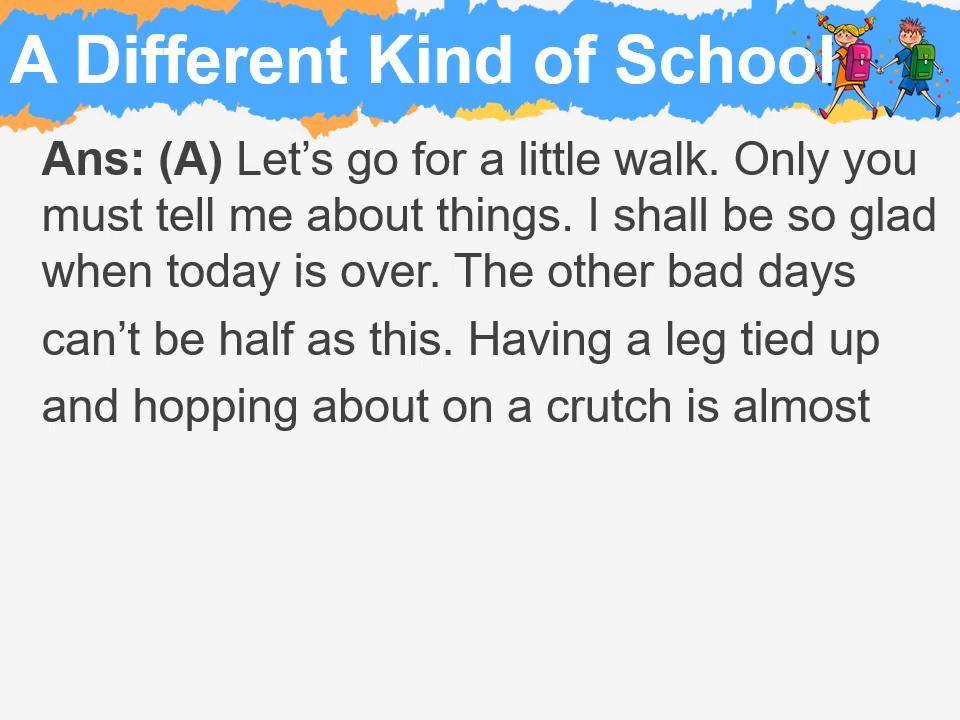 A Different Kind of School
Ans: (A) Let’s go for a little walk. Only you
must tell me about things. I shall be so glad
when today is over. The other bad days
can’t be half as this. Having a leg tied up
and hopping about on a crutch is almost